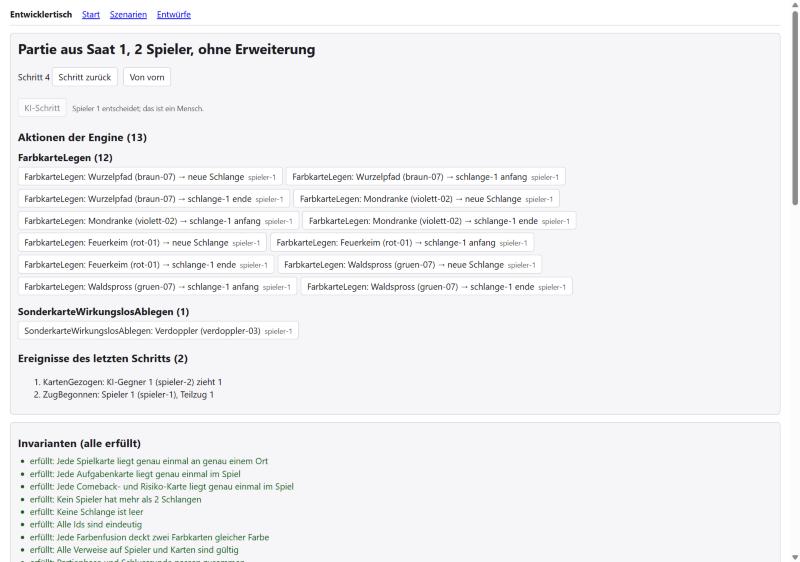 Entwicklertisch Start Szenarien Entwürfe
Partie aus Saat 1, 2 Spieler, ohne Erweiterung
Schritt 4 Schritt zurück Von vorn
KI-Schritt Spieler 1 entscheidet; das ist ein Mensch.
Aktionen der Engine (13)
FarbkarteLegen (12)
FarbkarteLegen: Wurzelpfad (braun-07) → neue Schlange spieler-1 FarbkarteLegen: Wurzelpfad (braun-07) → schlange-1 anfang spieler-1
FarbkarteLegen: Wurzelpfad (braun-07) → schlange-1 ende spieler-1 FarbkarteLegen: Mondranke (violett-02) → neue Schlange spieler-1
FarbkarteLegen: Mondranke (violett-02) → schlange-1 anfang spieler-1 FarbkarteLegen: Mondranke (violett-02) → schlange-1 ende spieler-1
FarbkarteLegen: Feuerkeim (rot-01) → neue Schlange spieler-1 FarbkarteLegen: Feuerkeim (rot-01) → schlange-1 anfang spieler-1
FarbkarteLegen: Feuerkeim (rot-01) → schlange-1 ende spieler-1 FarbkarteLegen: Waldspross (gruen-07) → neue Schlange spieler-1
FarbkarteLegen: Waldspross (gruen-07) → schlange-1 anfang spieler-1 FarbkarteLegen: Waldspross (gruen-07) → schlange-1 ende spieler-1
SonderkarteWirkungslosAblegen (1)
SonderkarteWirkungslosAblegen: Verdoppler (verdoppler-03) spieler-1
Ereignisse des letzten Schritts (2)
1. KartenGezogen: KI-Gegner 1 (spieler-2) zieht 1
2. ZugBegonnen: Spieler 1 (spieler-1), Teilzug 1
Invarianten (alle erfüllt)
erfüllt: Jede Spielkarte liegt genau einmal an genau einem Ort
erfüllt: Jede Aufgabenkarte liegt genau einmal im Spiel
erfüllt: Jede Comeback- und Risiko-Karte liegt genau einmal im Spiel
erfüllt: Kein Spieler hat mehr als 2 Schlangen
erfüllt: Keine Schlange ist leer
erfüllt: Alle Ids sind eindeutig
erfüllt: Jede Farbenfusion deckt zwei Farbkarten gleicher Farbe
erfüllt: Alle Verweise auf Spieler und Karten sind gültig